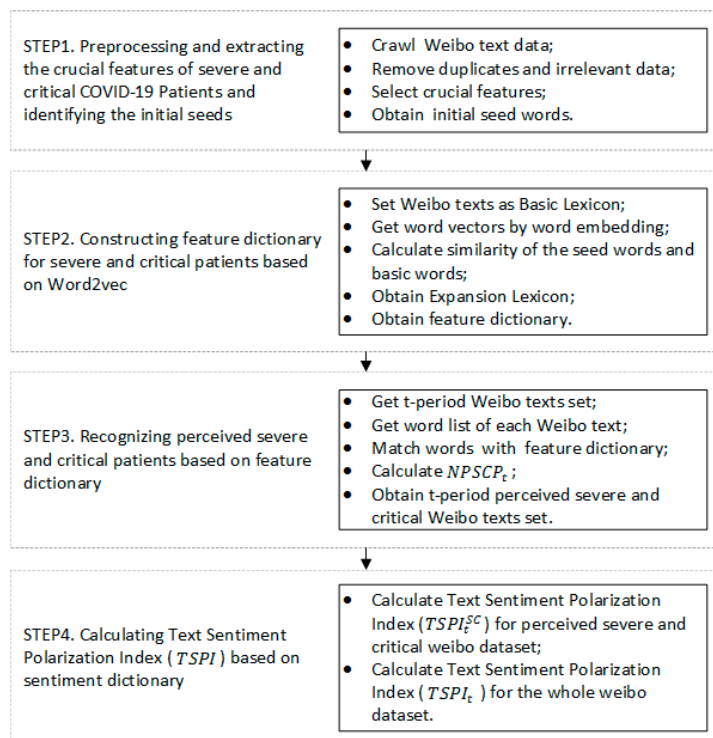 STEP1. Preprocessing and extracting
the crucial features of severe and
critical COVID-19 Patients and
identifying the initial seeds
● Crawl Weibo text data;
● Remove duplicates and irrelevant data;
● Select crucial features;
● Obtain initial seed words.
STEP2. Constructing feature dictionary
for severe and critical patients based
on Word2vec
● Set Weibo texts as Basic Lexicon;
● Get word vectors by word embedding;
● Calculate similarity of the seed words and
basic words;
● Obtain Expansion Lexicon;
● Obtain feature dictionary.
STEP3. Recognizing perceived severe
and critical patients based on feature
dictionary
● Get t-period Weibo texts set;
● Get word list of each Weibo text;
● Match words with feature dictionary;
● Calculate NPSCP_t ;
● Obtain t-period perceived severe and
critical Weibo texts set.
STEP4. Calculating Text Sentiment
Polarization Index ( TSPI ) based on
sentiment dictionary
● Calculate Text Sentiment Polarization
Index ( TSPI_t^SC ) for perceived severe and
critical weibo dataset;
● Calculate Text Sentiment Polarization
Index ( TSPI_t ) for the whole weibo
dataset.